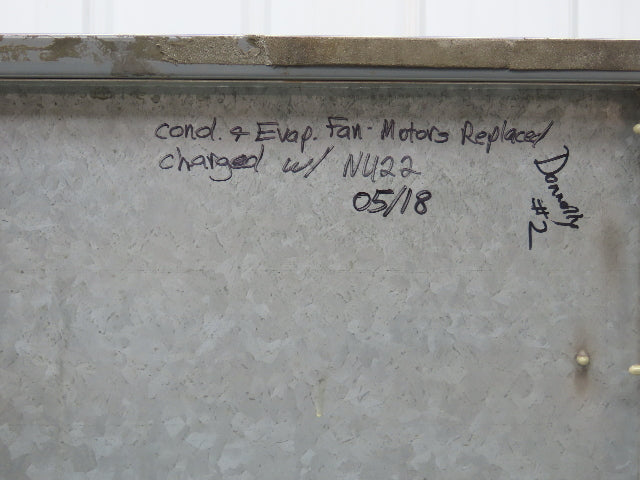 cond. & Evap. Fan-Motors Replaced
charged w/ NU22
05/18
Donnelly
#2